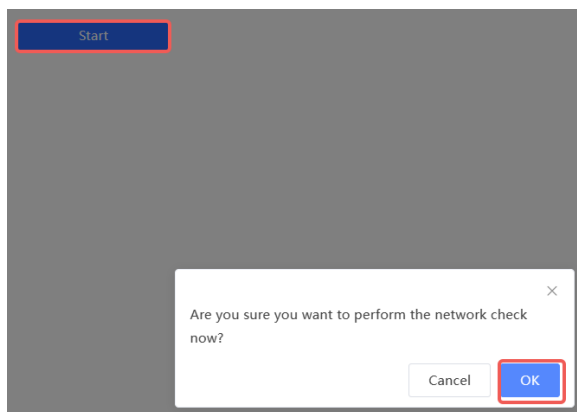 Start
Are you sure you want to perform the network check
now?
Cancel
OK